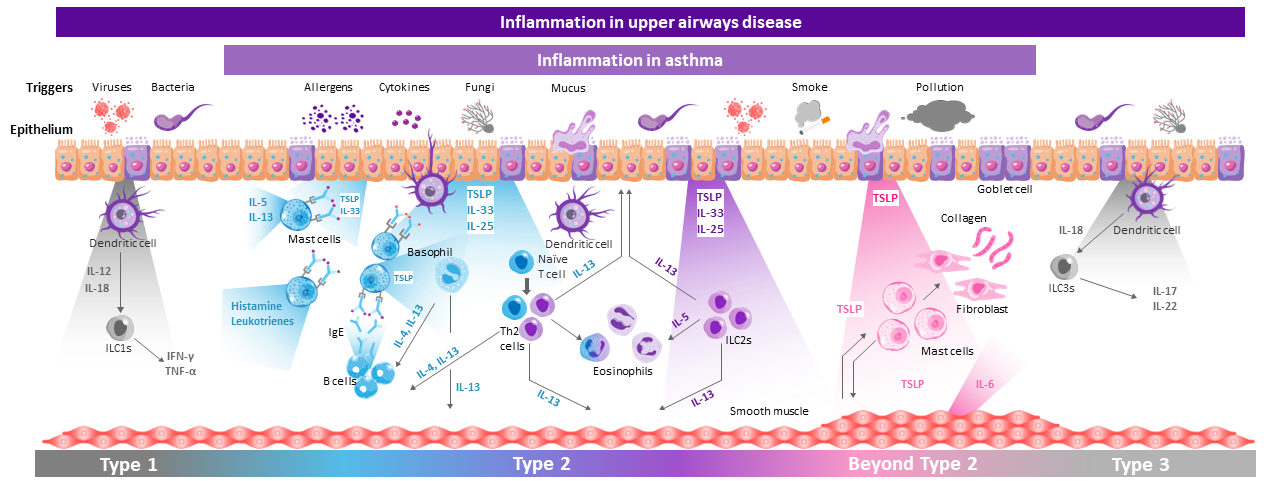 Inflammation in upper airways disease
Inflammation in asthma
Triggers
Viruses
Bacteria
Allergens
Cytokines
Fungi
Mucus
Smoke
Pollution
Epithelium
Goblet cell
Dendritic cell
IL-12
IL-18
ILC1s
IFN-γ
TNF-α
IL-5
IL-13
TSLP
IL-33
Mast cells
Histamine
Leukotrienes
Basophil
TSLP
IgE
B cells
IL-4, IL-13
IL-13
TSLP
IL-33
IL-25
Dendritic cell
Naïve
T cell
Th2
cells
IL-4, IL-13
IL-13
IL-13
Eosinophils
TSLP
IL-33
IL-25
IL-13
IL-5
ILC2s
IL-13
Smooth muscle
TSLP
Collagen
Fibroblast
TSLP
Mast cells
TSLP
IL-6
IL-18
Dendritic cell
ILC3s
IL-17
IL-22
Type 1
Type 2
Beyond Type 2
Type 3